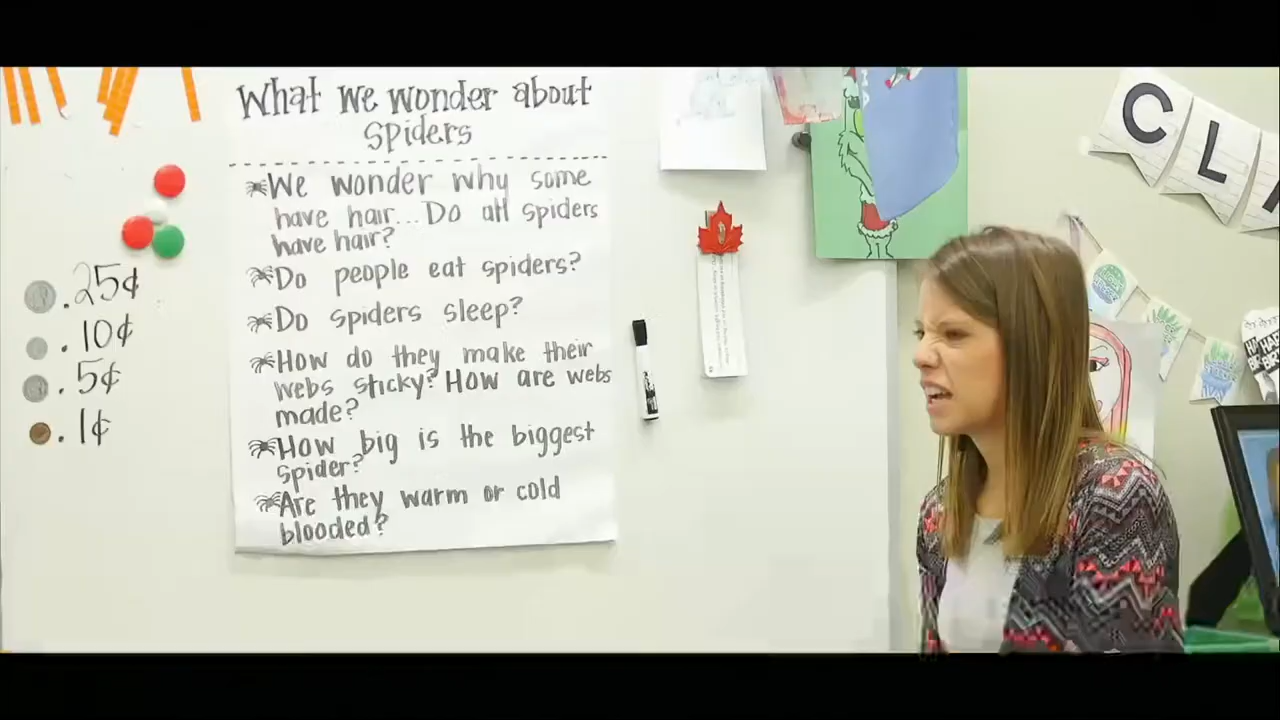 What we wonder about
spiders
We wonder why some
have hair... Do all spiders
have hair?
Do people eat spiders?
Do spiders sleep?
How do they make their
webs sticky? How are webs
made?
How big is the biggest
spider?
Are they warm or cold
blooded?
.25¢
.10¢
.5¢
.1¢
CL